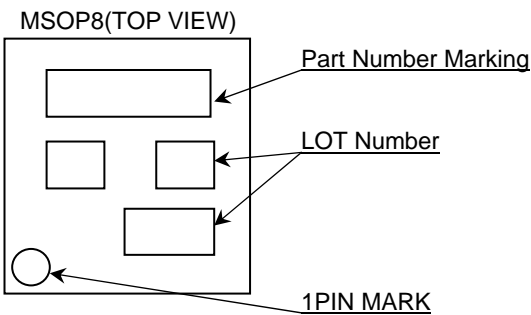 MSOP8(TOP VIEW)
Part Number Marking
LOT Number
1PIN MARK